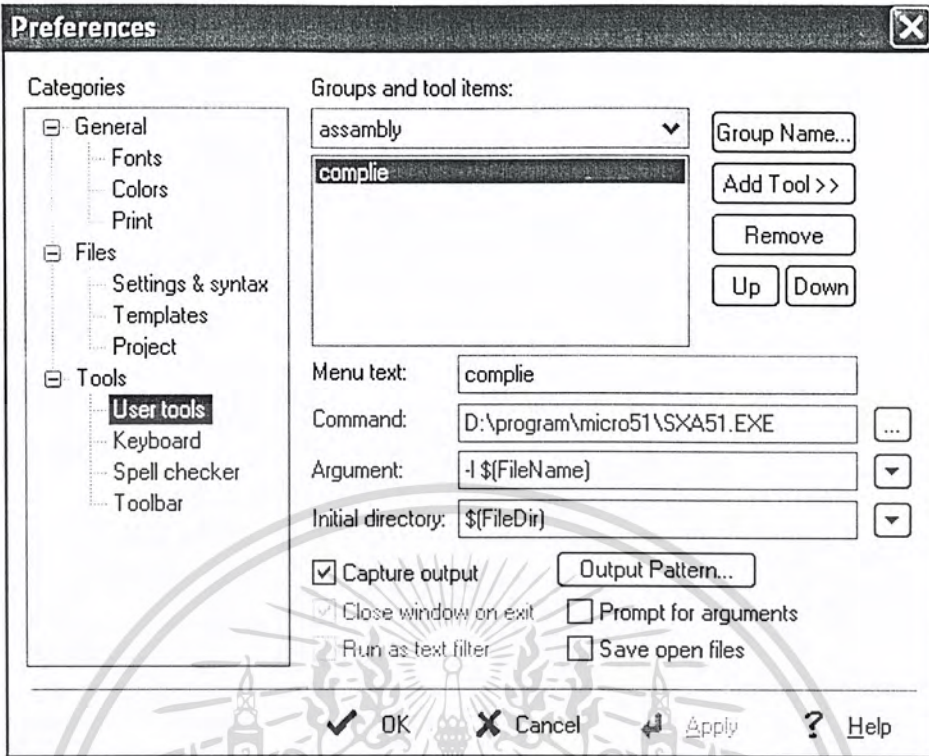 Preferences
Categories
General
Fonts
Colors
Print
Files
Settings & syntax
Templates
Project
Tools
User tools
Keyboard
Spell checker
Toolbar
Groups and tool items:
assambly
complie
Group Name...
Add Tool >>
Remove
Up Down
Menu text: complie
Command: D:\program\micro51\SXA51.EXE ...
Argument: -l $(FileName)
Initial directory: $(FileDir)
Capture output Output Pattern...
Close window on exit Prompt for arguments
Run as text filter Save open files
OK Cancel Apply ? Help